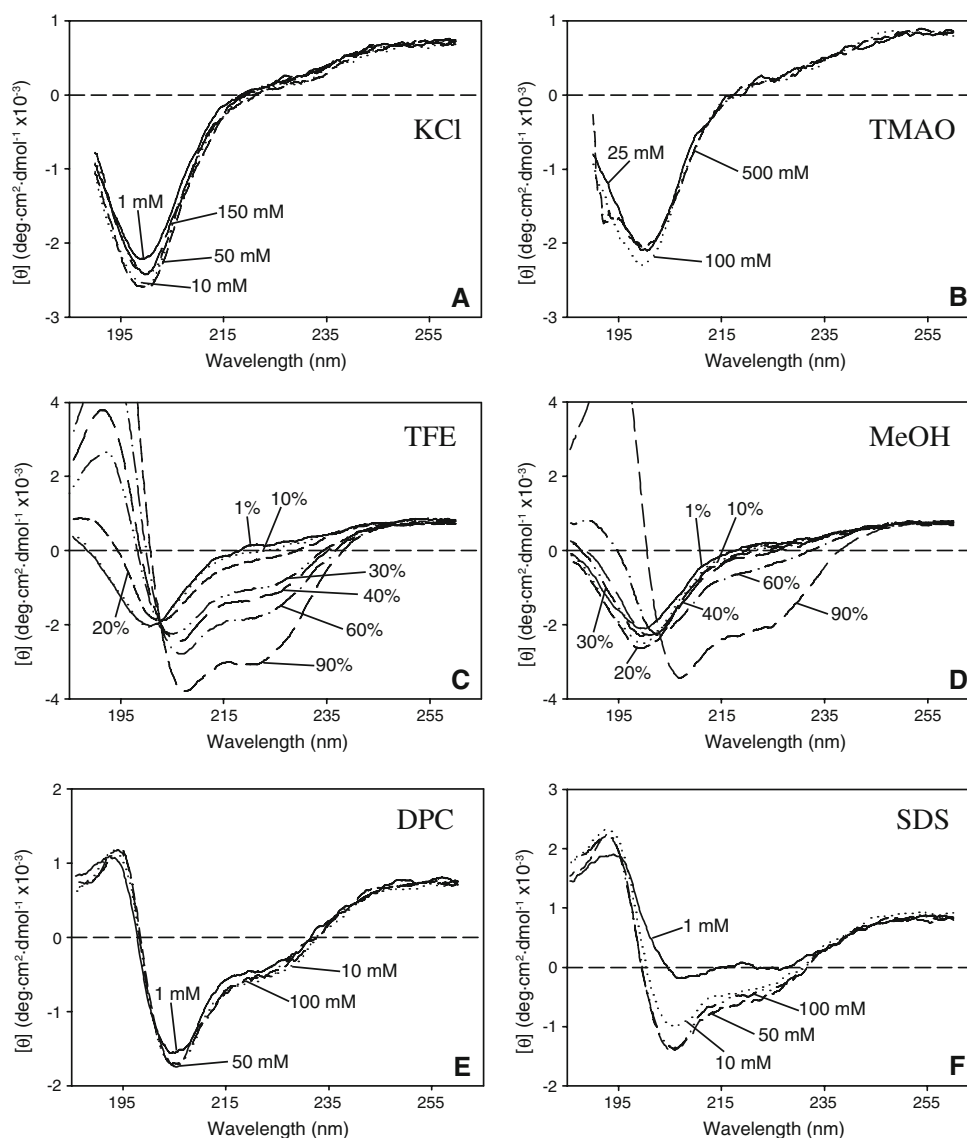 1
0
-1
-2
-3
[θ] (deg·cm²·dmol⁻¹ x10⁻³)
KCl
1 mM
150 mM
50 mM
10 mM
A
195 215 235 255
Wavelength (nm)
1
0
-1
-2
-3
[θ] (deg·cm²·dmol⁻¹ x10⁻³)
TMAO
25 mM
500 mM
100 mM
B
195 215 235 255
Wavelength (nm)
4
2
0
-2
-4
[θ] (deg·cm²·dmol⁻¹ x10⁻³)
TFE
1%
10%
30%
40%
20%
60%
90%
C
195 215 235 255
Wavelength (nm)
4
2
0
-2
-4
[θ] (deg·cm²·dmol⁻¹ x10⁻³)
MeOH
1%
10%
60%
40%
90%
30%
20%
D
195 215 235 255
Wavelength (nm)
2
1
0
-1
-2
[θ] (deg·cm²·dmol⁻¹ x10⁻³)
DPC
1 mM
10 mM
100 mM
50 mM
E
195 215 235 255
Wavelength (nm)
3
2
1
0
-1
-2
[θ] (deg·cm²·dmol⁻¹ x10⁻³)
SDS
1 mM
100 mM
50 mM
10 mM
F
195 215 235 255
Wavelength (nm)